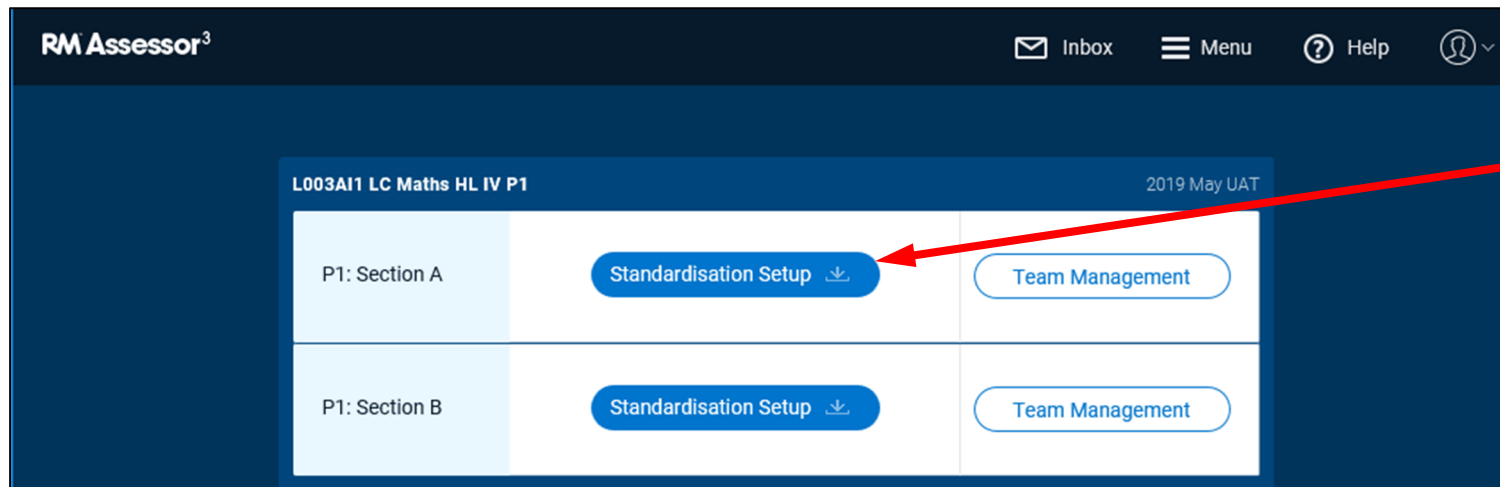 RM Assessor3 Inbox Menu Help
L003AI1 LC Maths HL IV P1 2019 May UAT
P1: Section A Standardisation Setup Team Management
P1: Section B Standardisation Setup Team Management